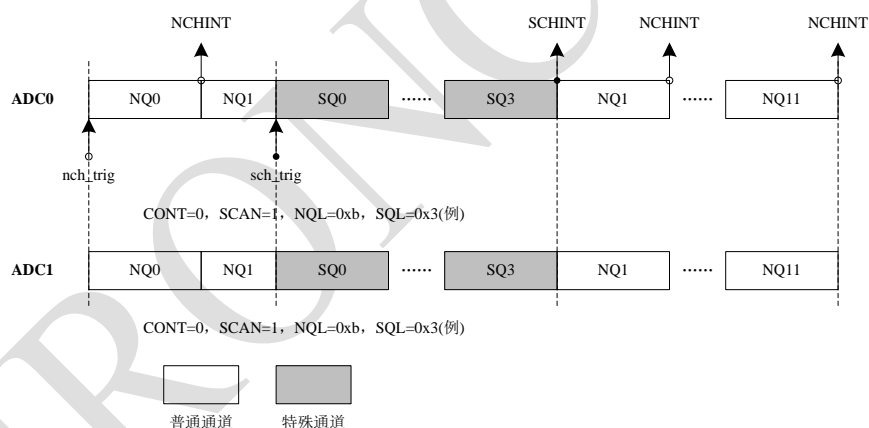 NCHINT SCHINT NCHINT NCHINT
ADC0 NQ0 NQ1 SQ0 …… SQ3 NQ1 …… NQ11
nch_trig sch_trig
CONT=0，SCAN=1，NQL=0xb，SQL=0x3(例)
ADC1 NQ0 NQ1 SQ0 …… SQ3 NQ1 …… NQ11
CONT=0，SCAN=1，NQL=0xb，SQL=0x3(例)
普通通道 特殊通道